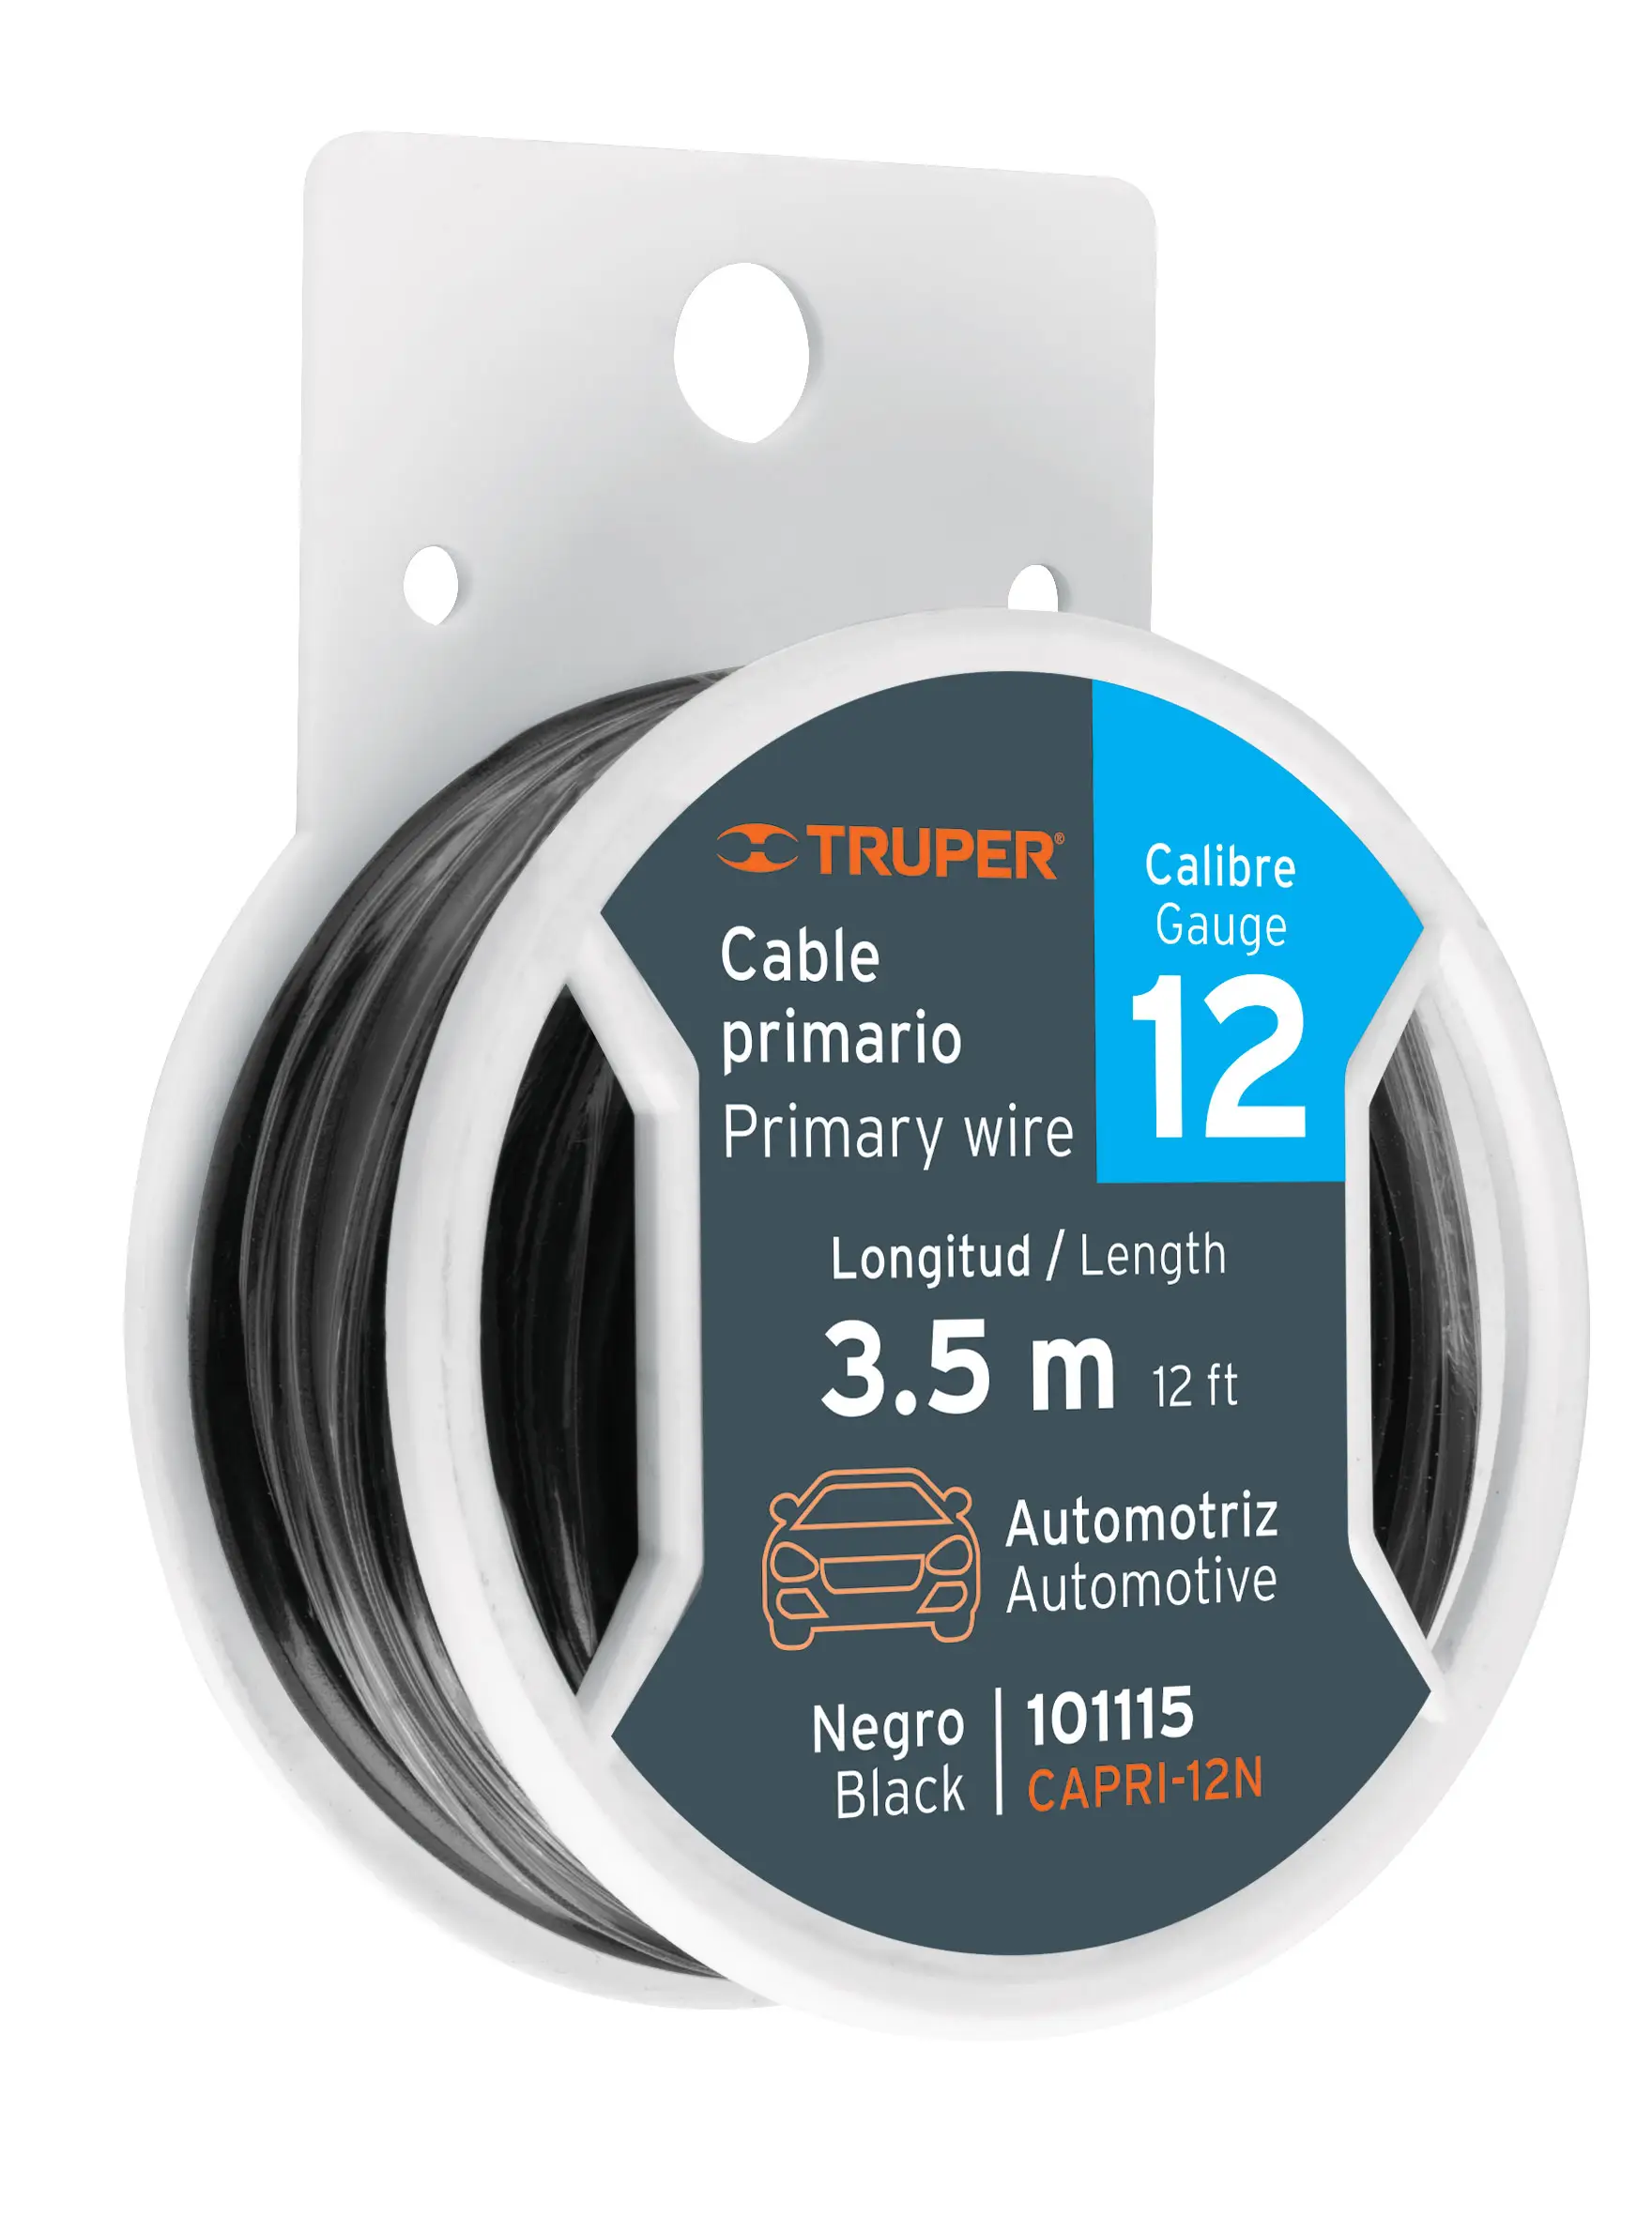 TRUPER®
Cable
primario
Primary wire
Calibre
Gauge
12
Longitud / Length
3.5 m 12 ft
Automotriz
Automotive
Negro
Black
101115
CAPRI-12N